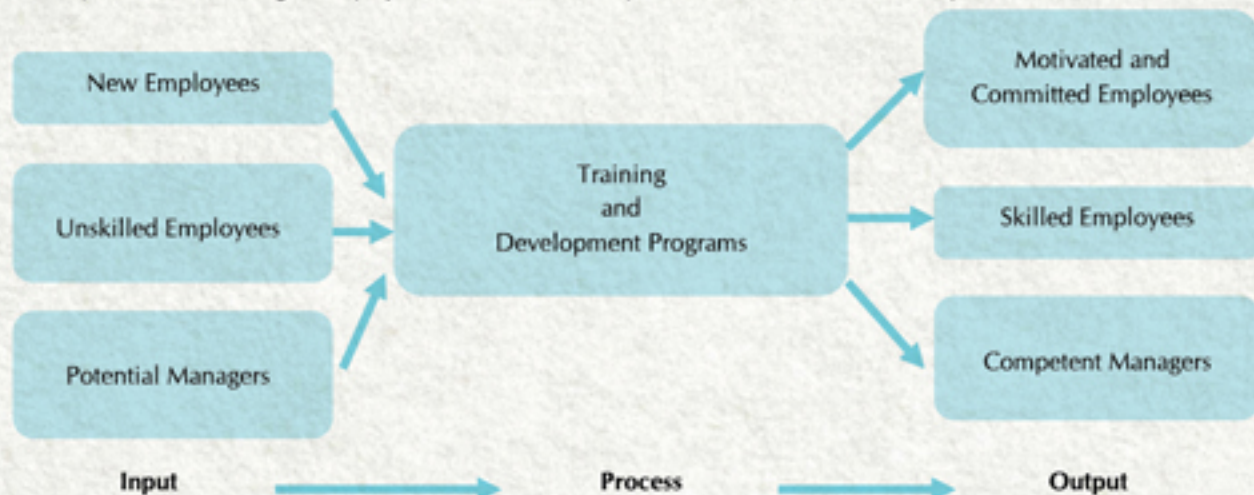 New Employees
Unskilled Employees
Potential Managers
Training
and
Development Programs
Motivated and
Committed Employees
Skilled Employees
Competent Managers
Input
Process
Output